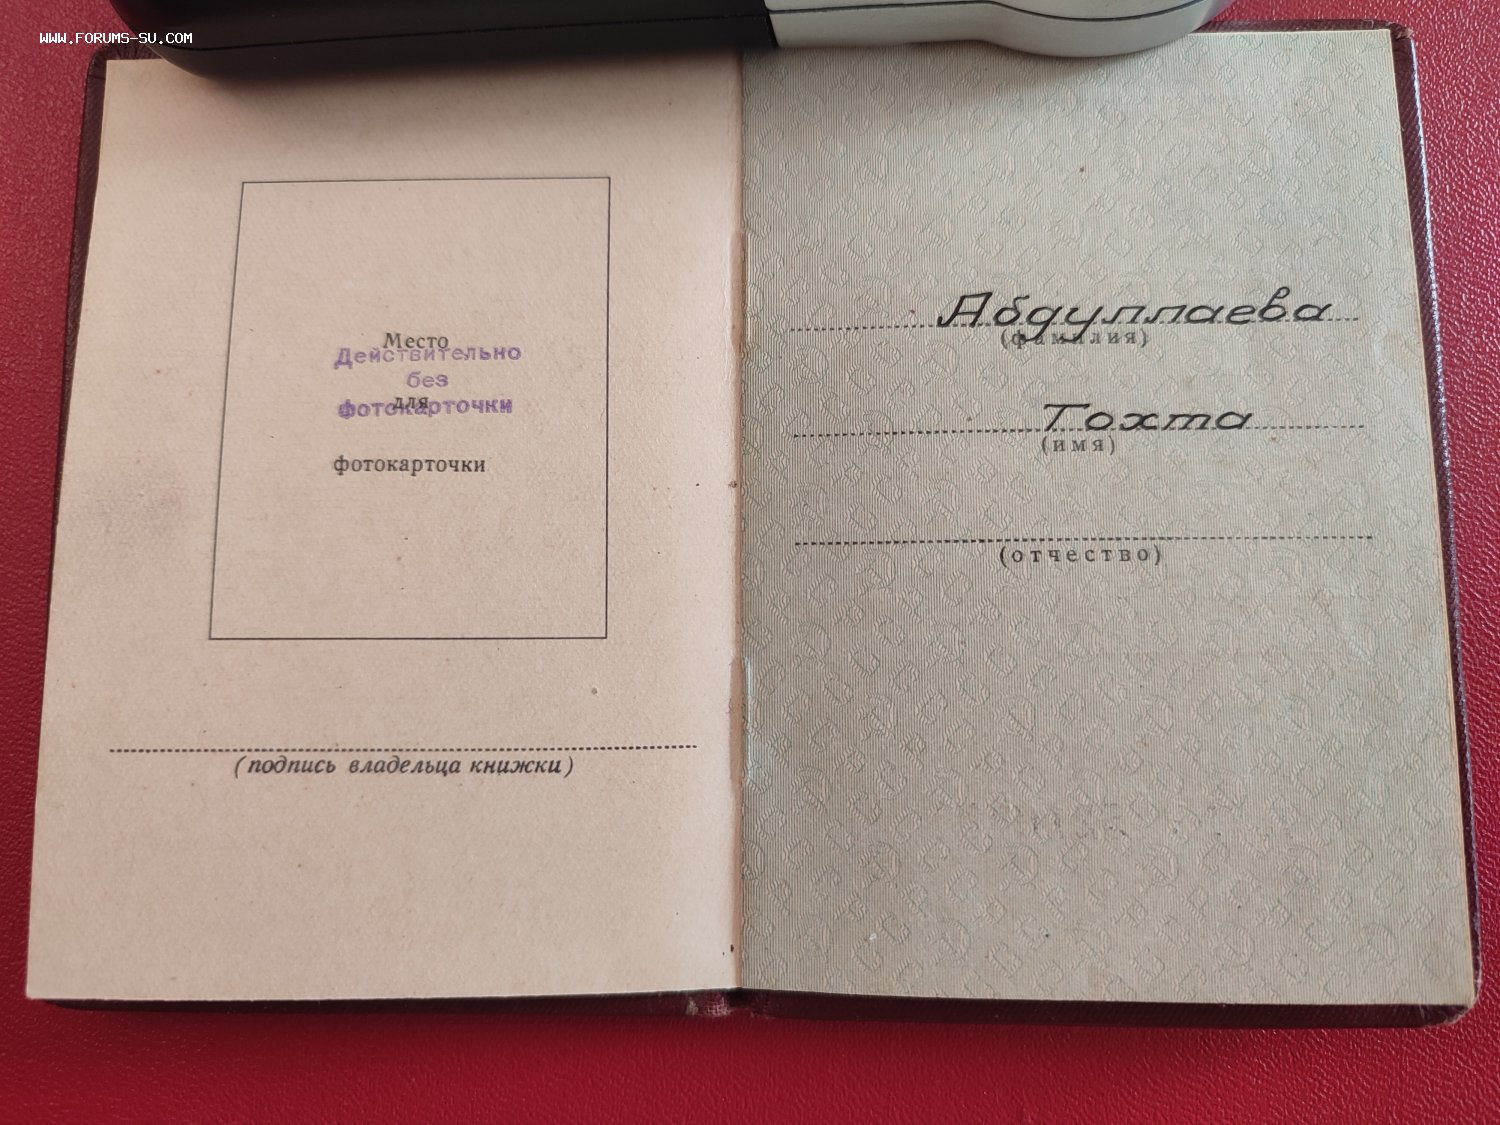 WWW.FORUMS-SU.COM
Место
Действительно
без
для
фотокарточки
фотокарточки
(подпись владельца книжки)
Абдуллаева
(фамилия)
Тохта
(имя)
(отчество)